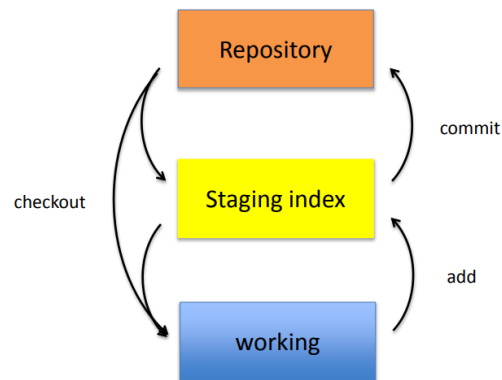 Repository
commit
Staging index
checkout
add
working